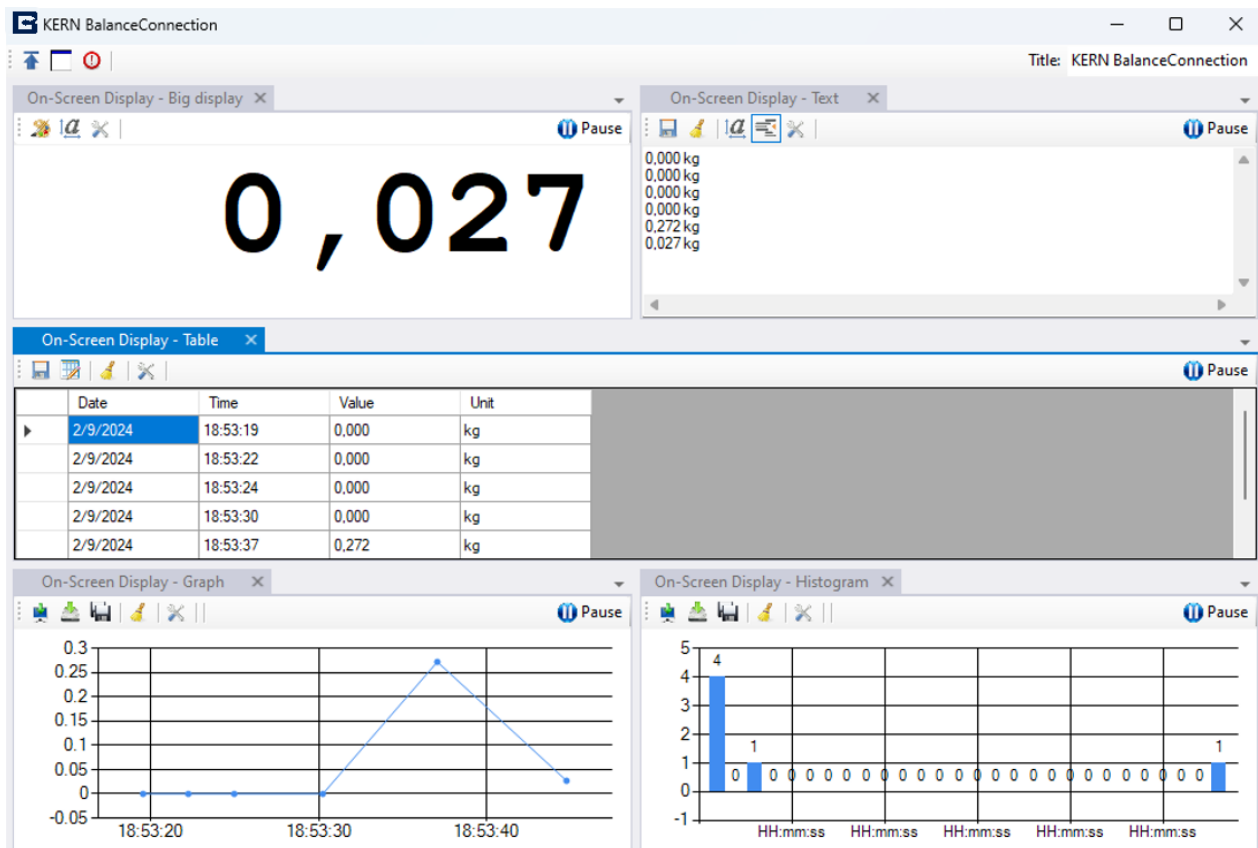 KERN BalanceConnection
Title: KERN BalanceConnection
On-Screen Display - Big display
Pause
0,027
On-Screen Display - Text
Pause
0,000 kg
0,000 kg
0,000 kg
0,000 kg
0,272 kg
0,027 kg
On-Screen Display - Table
Pause
Date Time Value Unit
2/9/2024 18:53:19 0,000 kg
2/9/2024 18:53:22 0,000 kg
2/9/2024 18:53:24 0,000 kg
2/9/2024 18:53:30 0,000 kg
2/9/2024 18:53:37 0,272 kg
On-Screen Display - Graph
Pause
0.3
0.25
0.2
0.15
0.1
0.05
0
-0.05
18:53:20 18:53:30 18:53:40
On-Screen Display - Histogram
Pause
5
4
3
2
1
0
-1
4
1 1
0 0 0 0 0 0 0 0 0 0 0 0 0 0 0 0 0 0 0 0 0 0 0 0 0
HH:mm:ss HH:mm:ss HH:mm:ss HH:mm:ss HH:mm:ss